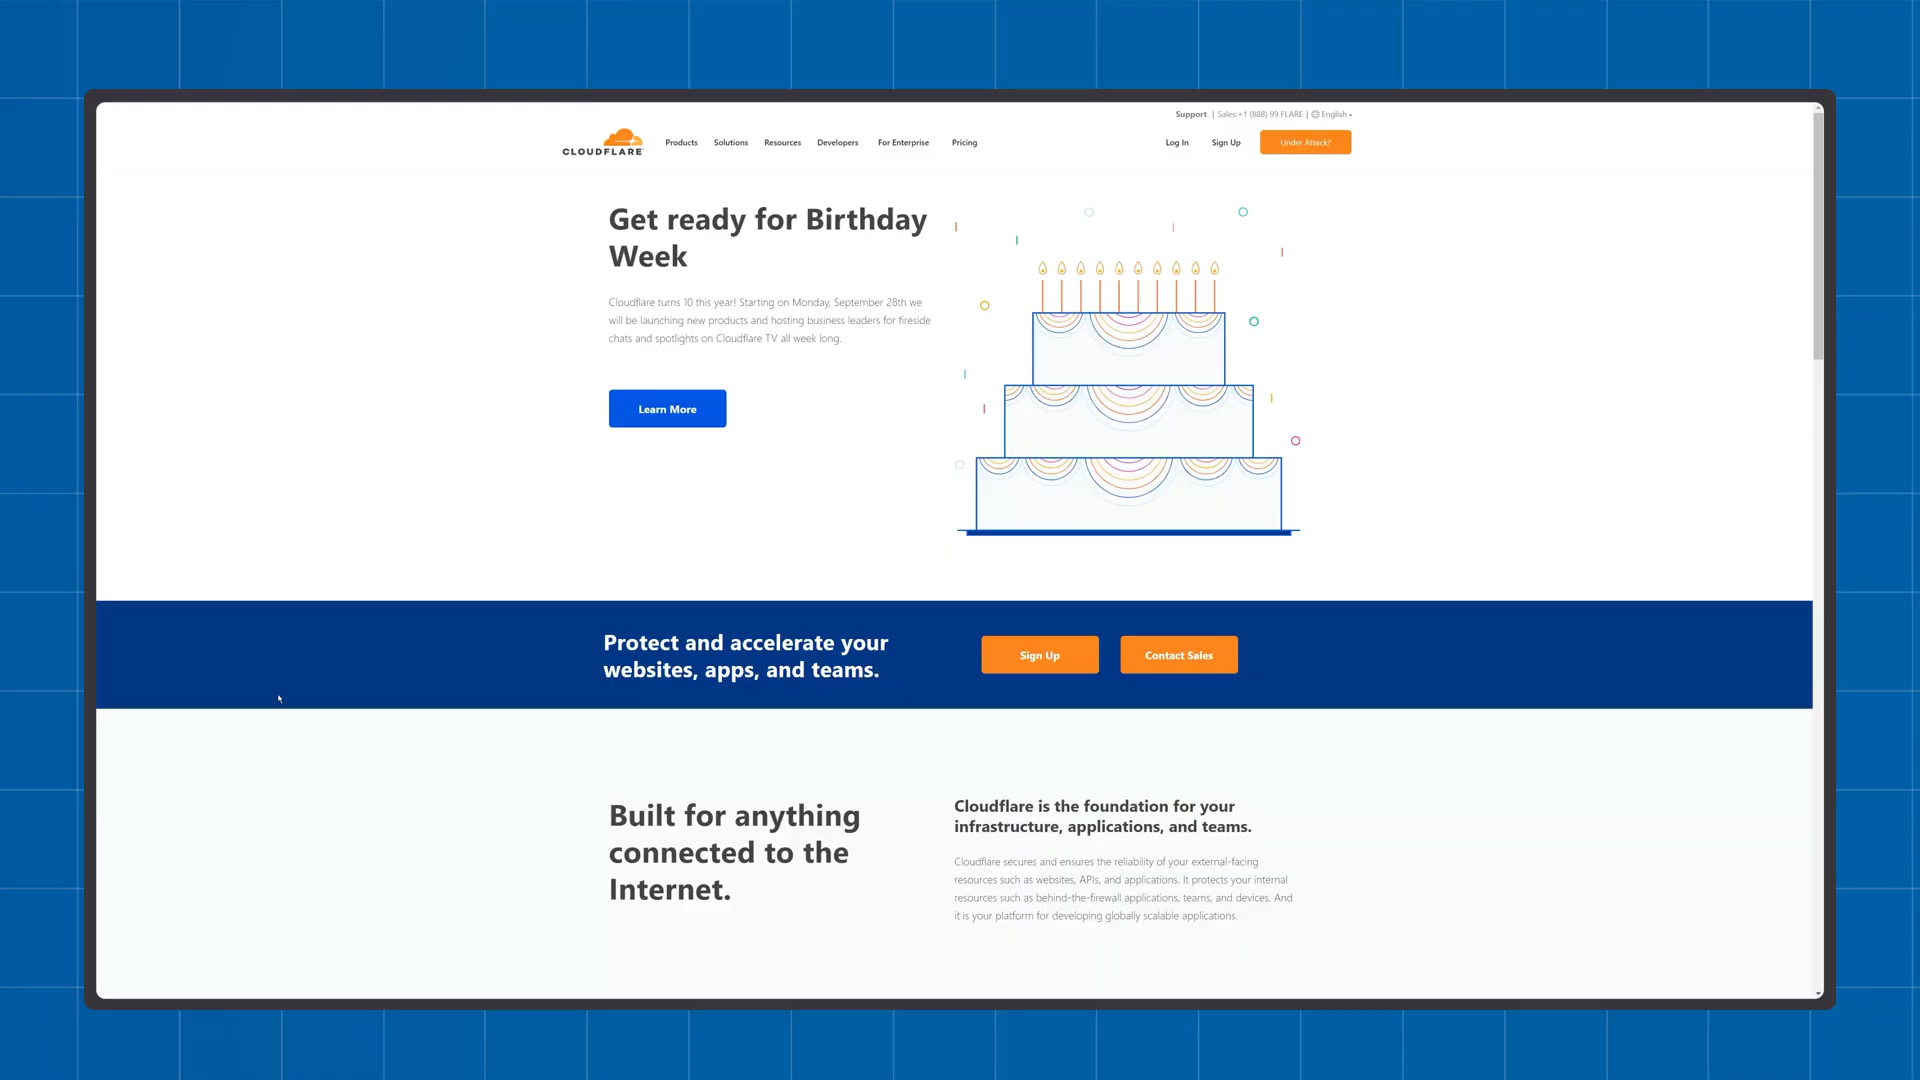 Support | Sales:+1 (888) 99 FLARE | English
CLOUDFLARE
Products Solutions Resources Developers For Enterprise Pricing Log In Sign Up Under Attack?
Get ready for Birthday
Week
Cloudflare turns 10 this year! Starting on Monday, September 28th we
will be launching new products and hosting business leaders for fireside
chats and spotlights on Cloudflare TV all week long.
Learn More
Protect and accelerate your
websites, apps, and teams.
Sign Up Contact Sales
Built for anything
connected to the
Internet.
Cloudflare is the foundation for your
infrastructure, applications, and teams.
Cloudflare secures and ensures the reliability of your external-facing
resources such as websites, APIs, and applications. It protects your internal
resources such as behind-the-firewall applications, teams, and devices. And
it is your platform for developing globally scalable applications.